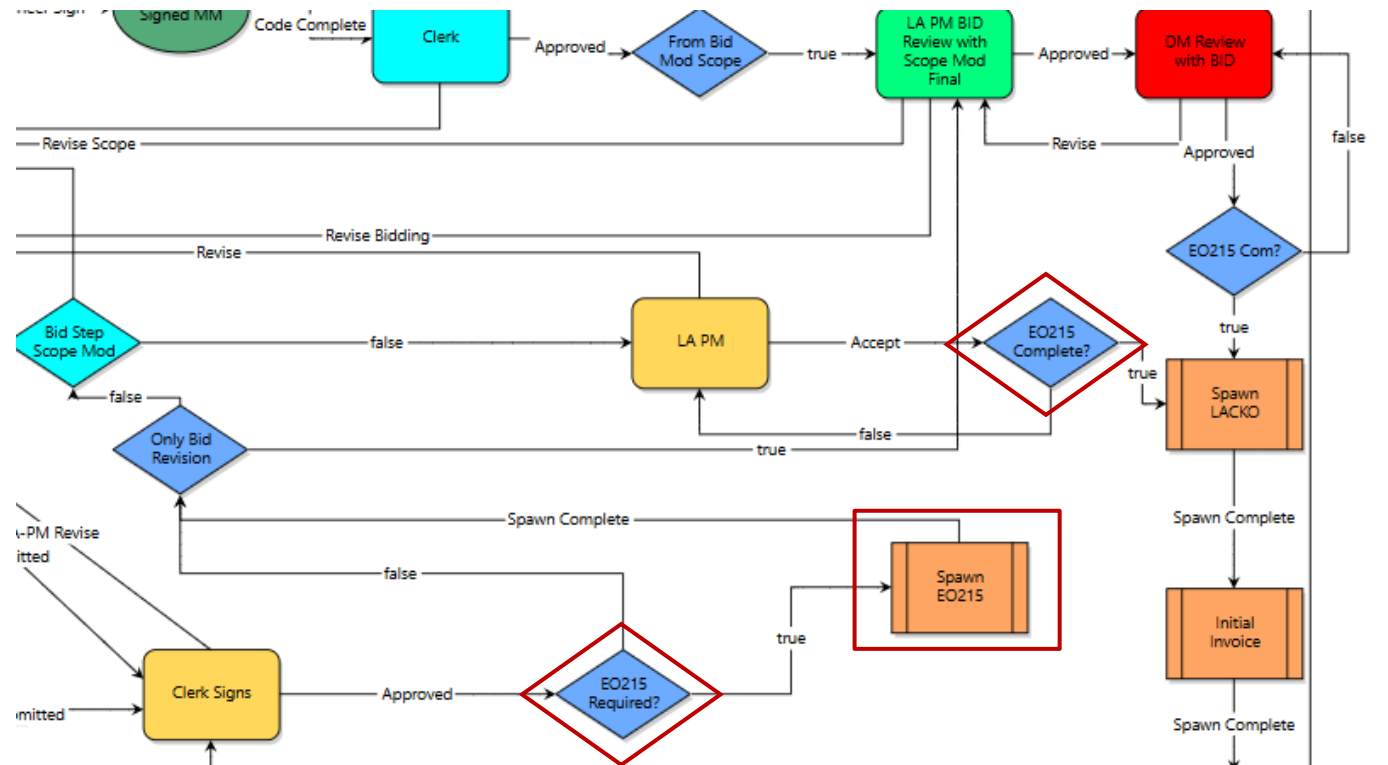 Signed MM
Code Complete
Clerk
Approved
From Bid
Mod Scope
true
LA PM BID
Review with
Scope Mod
Final
Approved
DM Review
with BID
false
Revise Scope
Revise
Approved
Revise Bidding
Revise
EO215 Com?
Bid Step
Scope Mod
false
LA PM
Accept
EO215
Complete?
true
true
Spawn
LACKO
false
Only Bid
Revision
false
true
Spawn Complete
Spawn Complete
A-PM Revise
itted
false
Spawn
EO215
true
Initial
Invoice
Clerk Signs
Approved
EO215
Required?
mitted
Spawn Complete